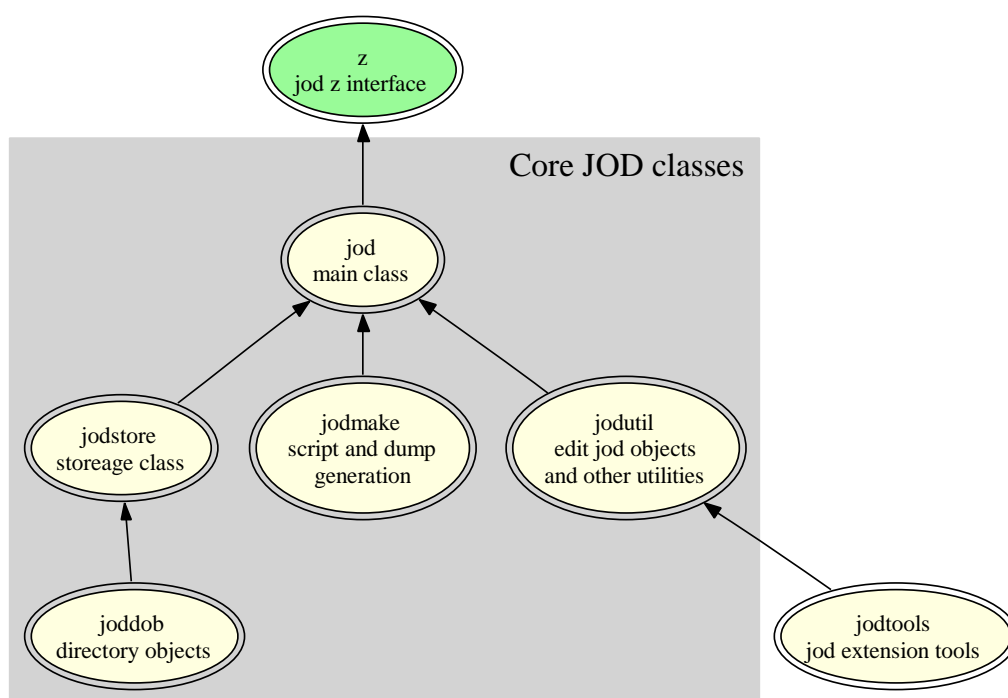 z
jod z interface
Core JOD classes
jod
main class
jodstore
storeage class
jodmake
script and dump
generation
jodutil
edit jod objects
and other utilities
joddob
directory objects
jodtools
jod extension tools